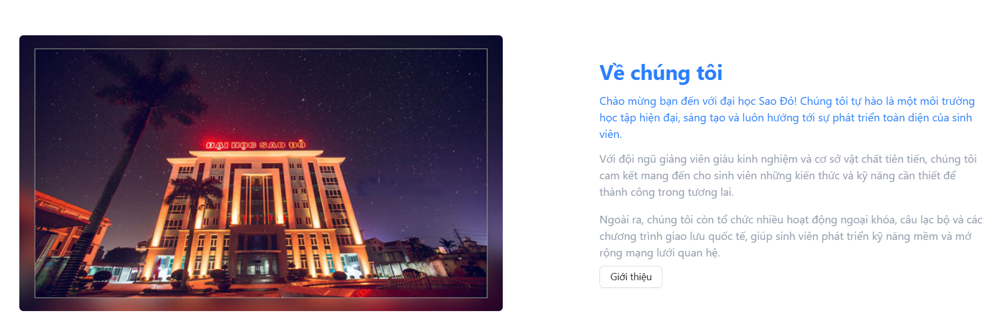 ĐẠI HỌC SAO ĐỎ
Về chúng tôi
Chào mừng bạn đến với đại học Sao Đỏ! Chúng tôi tự hào là một môi trường
học tập hiện đại, sáng tạo và luôn hướng tới sự phát triển toàn diện của sinh
viên.
Với đội ngũ giảng viên giàu kinh nghiệm và cơ sở vật chất tiên tiến, chúng tôi
cam kết mang đến cho sinh viên những kiến thức và kỹ năng cần thiết để
thành công trong tương lai.
Ngoài ra, chúng tôi còn tổ chức nhiều hoạt động ngoại khóa, câu lạc bộ và các
chương trình giao lưu quốc tế, giúp sinh viên phát triển kỹ năng mềm và mở
rộng mạng lưới quan hệ.
Giới thiệu